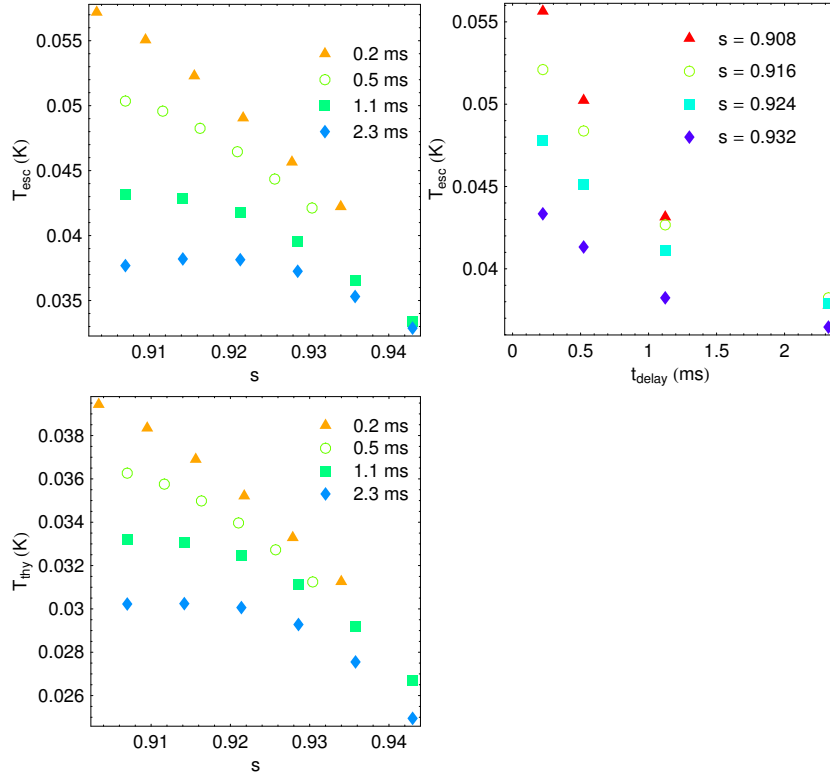 T_esc (K)
0.055
0.05
0.045
0.04
0.035
0.2 ms
0.5 ms
1.1 ms
2.3 ms
0.91 0.92 0.93 0.94
s
T_esc (K)
0.055
0.05
0.045
0.04
s = 0.908
s = 0.916
s = 0.924
s = 0.932
0 0.5 1 1.5 2
t_delay (ms)
T_thy (K)
0.038
0.036
0.034
0.032
0.03
0.028
0.026
0.2 ms
0.5 ms
1.1 ms
2.3 ms
0.91 0.92 0.93 0.94
s